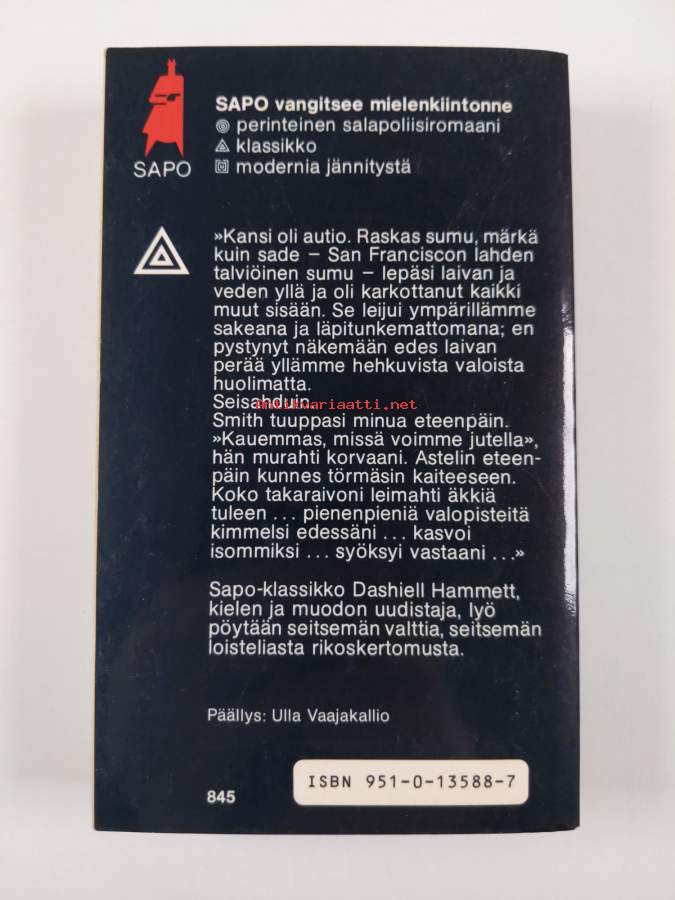 SAPO
SAPO vangitsee mielenkiintonne
perinteinen salapoliisiromaani
klassikko
modernia jännitystä
»Kansi oli autio. Raskas sumu, märkä
kuin sade – San Franciscon lahden
talviöinen sumu – lepäsi laivan ja
veden yllä ja oli karkottanut kaikki
muut sisään. Se leijui ympärillämme
sakeana ja läpitunkemattomana; en
pystynyt näkemään edes laivan
perää yllämme hehkuvista valoista
huolimatta.
Seisahduin.
Antikvariaatti.net
Smith tuuppasi minua eteenpäin.
»Kauemmas, missä voimme jutella»,
hän murahti korvaani. Astelin eteen-
päin kunnes törmäsin kaiteeseen.
Koko takaraivoni leimahti äkkiä
tuleen ... pienenpieniä valopisteitä
kimmelsi edessäni ... kasvoi
isommiksi ... syöksyi vastaani ...»
Sapo-klassikko Dashiell Hammett,
kielen ja muodon uudistaja, lyö
pöytään seitsemän valttia, seitsemän
loisteliasta rikoskertomusta.
Päällys: Ulla Vaajakallio
845
ISBN 951-0-13588-7